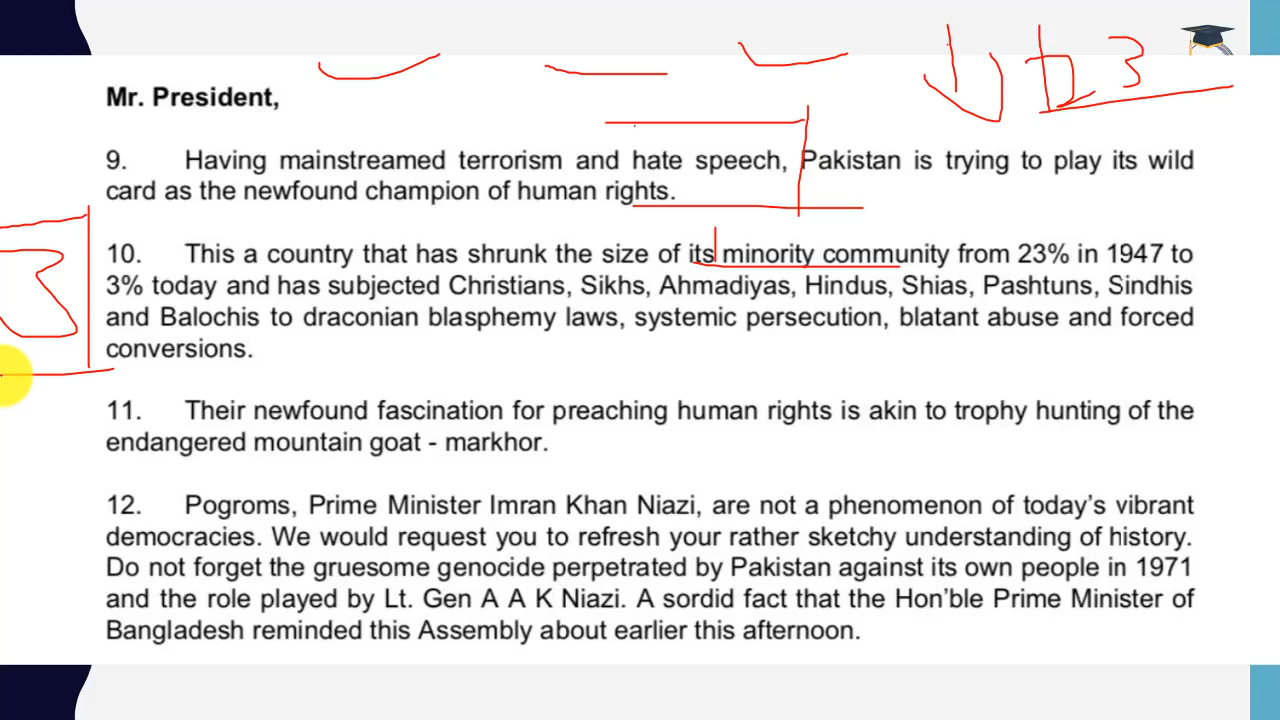 23
Mr. President,
9. Having mainstreamed terrorism and hate speech, Pakistan is trying to play its wild
card as the newfound champion of human rights.
10. This a country that has shrunk the size of its minority community from 23% in 1947 to
3% today and has subjected Christians, Sikhs, Ahmadiyas, Hindus, Shias, Pashtuns, Sindhis
and Balochis to draconian blasphemy laws, systemic persecution, blatant abuse and forced
conversions.
3
11. Their newfound fascination for preaching human rights is akin to trophy hunting of the
endangered mountain goat - markhor.
12. Pogroms, Prime Minister Imran Khan Niazi, are not a phenomenon of today’s vibrant
democracies. We would request you to refresh your rather sketchy understanding of history.
Do not forget the gruesome genocide perpetrated by Pakistan against its own people in 1971
and the role played by Lt. Gen A A K Niazi. A sordid fact that the Hon’ble Prime Minister of
Bangladesh reminded this Assembly about earlier this afternoon.